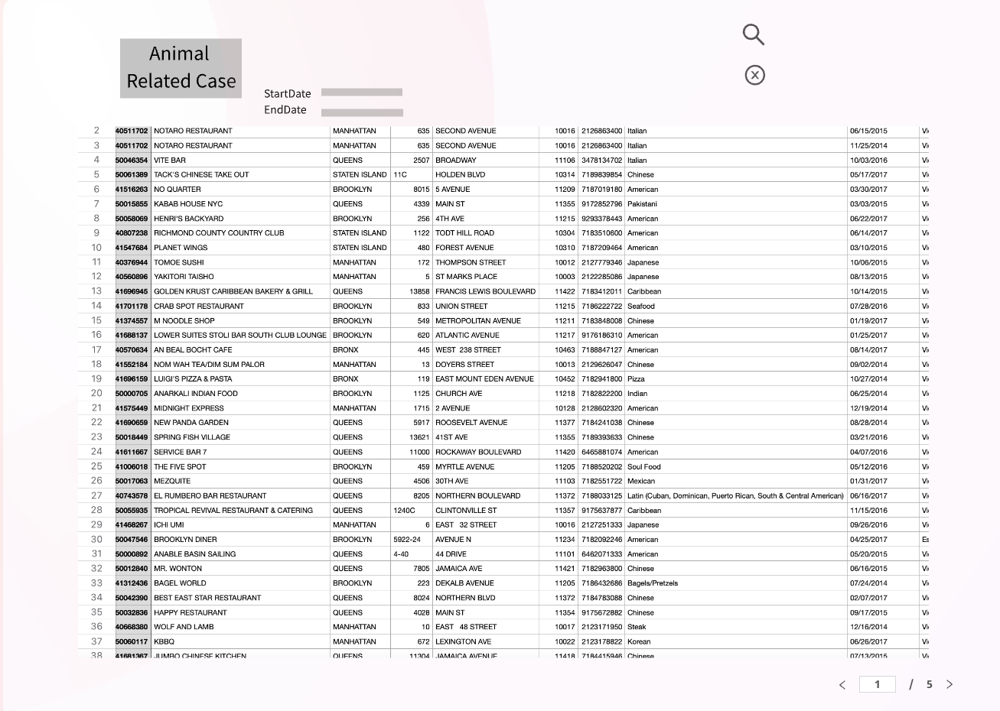 Animal
Related Case
StartDate
EndDate
2 40511702 NOTARO RESTAURANT MANHATTAN 635 SECOND AVENUE 10016 2126863400 Italian 06/15/2015 Vi
3 40511702 NOTARO RESTAURANT MANHATTAN 635 SECOND AVENUE 10016 2126863400 Italian 11/25/2014 Vi
4 50046354 VITE BAR QUEENS 2507 BROADWAY 11106 3478134702 Italian 10/03/2016 Vi
5 50061389 TACK'S CHINESE TAKE OUT STATEN ISLAND 11C HOLDEN BLVD 10314 7189839854 Chinese 05/17/2017 Vi
6 41516263 NO QUARTER BROOKLYN 8015 5 AVENUE 11209 7187019180 American 03/30/2017 Vi
7 50015855 KABAB HOUSE NYC QUEENS 4339 MAIN ST 11355 9172852796 Pakistani 03/03/2015 Vi
8 50058069 HENRI'S BACKYARD BROOKLYN 256 4TH AVE 11215 9293378443 American 06/22/2017 Vi
9 40807238 RICHMOND COUNTY COUNTRY CLUB STATEN ISLAND 1122 TODT HILL ROAD 10304 7183510600 American 06/14/2017 Vi
10 41547684 PLANET WINGS STATEN ISLAND 480 FOREST AVENUE 10310 7187209464 American 03/10/2015 Vi
11 40376944 TOMOE SUSHI MANHATTAN 172 THOMPSON STREET 10012 2127779346 Japanese 10/06/2015 Vi
12 40560896 YAKITORI TAISHO MANHATTAN 5 ST MARKS PLACE 10003 2122285086 Japanese 08/13/2015 Vi
13 41696945 GOLDEN KRUST CARIBBEAN BAKERY & GRILL QUEENS 13858 FRANCIS LEWIS BOULEVARD 11422 7183412011 Caribbean 10/14/2015 Vi
14 41701178 CRAB SPOT RESTAURANT BROOKLYN 833 UNION STREET 11215 7186222722 Seafood 07/28/2016 Vi
15 41374557 M NOODLE SHOP BROOKLYN 549 METROPOLITAN AVENUE 11211 7183848008 Chinese 01/19/2017 Vi
16 41688137 LOWER SUITES STOLI BAR SOUTH CLUB LOUNGE BROOKLYN 620 ATLANTIC AVENUE 11217 9176186310 American 01/25/2017 Vi
17 40570634 AN BEAL BOCHT CAFE BRONX 445 WEST 238 STREET 10463 7188847127 American 08/14/2017 Vi
18 41552184 NOM WAH TEA/DIM SUM PALOR MANHATTAN 13 DOYERS STREET 10013 2129626047 Chinese 09/02/2014 Vi
19 41696159 LUIGI'S PIZZA & PASTA BRONX 119 EAST MOUNT EDEN AVENUE 10452 7182941800 Pizza 10/27/2014 Vi
20 50000705 ANARKALI INDIAN FOOD BROOKLYN 1125 CHURCH AVE 11218 7182822200 Indian 06/25/2014 Vi
21 41575449 MIDNIGHT EXPRESS MANHATTAN 1715 2 AVENUE 10128 2128602320 American 12/19/2014 Vi
22 41690659 NEW PANDA GARDEN QUEENS 5917 ROOSEVELT AVENUE 11377 7184241038 Chinese 08/28/2014 Vi
23 50018449 SPRING FISH VILLAGE QUEENS 13621 41ST AVE 11355 7189393633 Chinese 03/21/2016 Vi
24 41611667 SERVICE BAR 7 QUEENS 11000 ROCKAWAY BOULEVARD 11420 6465881074 American 04/07/2016 Vi
25 41006018 THE FIVE SPOT BROOKLYN 459 MYRTLE AVENUE 11205 7188520202 Soul Food 05/12/2016 Vi
26 50017063 MEZQUITE QUEENS 4506 30TH AVE 11103 7182551722 Mexican 01/31/2017 Vi
27 40743578 EL RUMBERO BAR RESTAURANT QUEENS 8205 NORTHERN BOULEVARD 11372 7188033125 Latin (Cuban, Dominican, Puerto Rican, South & Central American) 06/16/2017 Vi
28 50055935 TROPICAL REVIVAL RESTAURANT & CATERING QUEENS 1240C CLINTONVILLE ST 11357 9175637877 Caribbean 11/15/2016 Vi
29 41468267 ICHI UMI MANHATTAN 6 EAST 32 STREET 10016 2127251333 Japanese 09/26/2016 Vi
30 50047546 BROOKLYN DINER BROOKLYN 5922-24 AVENUE N 11234 7182092246 American 04/25/2017 Es
31 50000892 ANABLE BASIN SAILING QUEENS 4-40 44 DRIVE 11101 6462071333 American 05/20/2015 Vi
32 50012840 MR. WONTON QUEENS 7805 JAMAICA AVE 11421 7182963800 Chinese 06/16/2015 Vi
33 41312436 BAGEL WORLD BROOKLYN 223 DEKALB AVENUE 11205 7186432686 Bagels/Pretzels 07/24/2014 Vi
34 50042390 BEST EAST STAR RESTAURANT QUEENS 8024 NORTHERN BLVD 11372 7184783088 Chinese 02/07/2017 Vi
35 50032836 HAPPY RESTAURANT QUEENS 4028 MAIN ST 11354 9175672882 Chinese 09/17/2015 Vi
36 40668380 WOLF AND LAMB MANHATTAN 10 EAST 48 STREET 10017 2123171950 Steak 12/16/2014 Vi
37 50060117 KBBQ MANHATTAN 672 LEXINGTON AVE 10022 2123178822 Korean 06/26/2017 Vi
38 41681367 JUMBO CHINESE KITCHEN QUEENS 11304 JAMAICA AVENUE 11418 7184415946 Chinese 07/13/2015 Vi
< 1 / 5 >